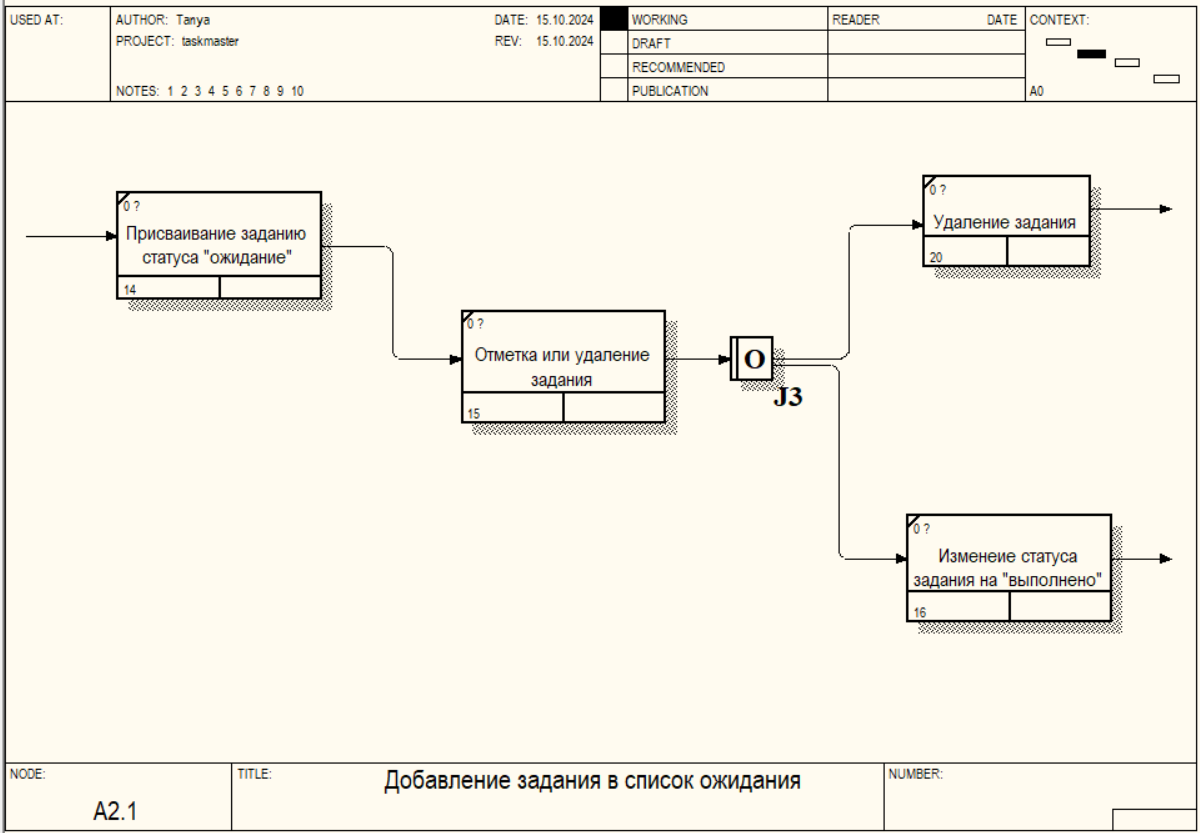 USED AT:
AUTHOR: Tanya
DATE: 15.10.2024
WORKING
READER
DATE
CONTEXT:
PROJECT: taskmaster
REV: 15.10.2024
DRAFT
RECOMMENDED
NOTES: 1 2 3 4 5 6 7 8 9 10
PUBLICATION
A0
0 ?
Присваивание заданию
статуса "ожидание"
14
0 ?
Отметка или удаление
задания
15
O
J3
0 ?
Удаление задания
20
0 ?
Изменеие статуса
задания на "выполнено"
16
NODE:
A2.1
TITLE:
Добавление задания в список ожидания
NUMBER: